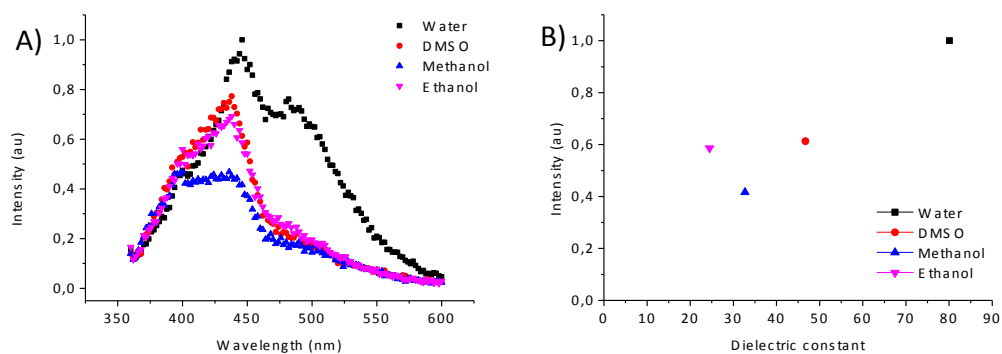 A)
Water
DMSO
Methanol
Ethanol
1,0
0,8
0,6
0,4
0,2
0,0
Intensity (au)
350 400 450 500 550 600
Wavelength (nm)
B)
1,0
0,8
0,6
0,4
0,2
0,0
Intensity (au)
Water
DMSO
Methanol
Ethanol
0 10 20 30 40 50 60 70 80 90
Dielectric constant